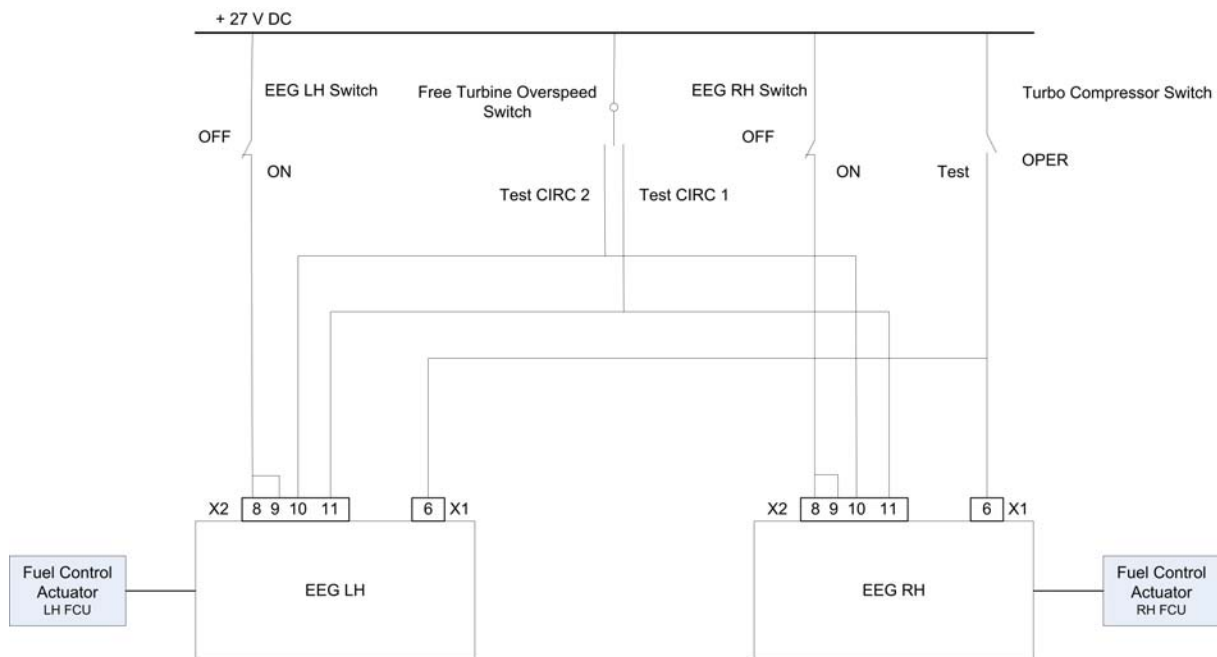 + 27 V DC
EEG LH Switch
Free Turbine Overspeed
Switch
EEG RH Switch
Turbo Compressor Switch
OFF
ON
OFF
ON
Test
OPER
Test CIRC 2
Test CIRC 1
X2
8
9
10
11
6
X1
X2
8
9
10
11
6
X1
Fuel Control
Actuator
LH FCU
EEG LH
EEG RH
Fuel Control
Actuator
RH FCU